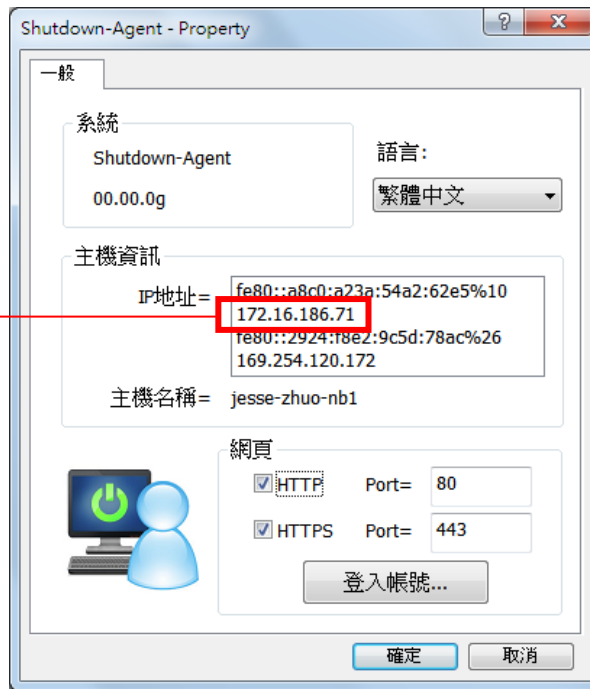 Shutdown-Agent - Property
一般
系統
Shutdown-Agent
00.00.0g
語言:
繁體中文
主機資訊
IP地址=
fe80::a8c0:a23a:54a2:62e5%10
172.16.186.71
fe80::2924:f8e2:9c5d:78ac%26
169.254.120.172
主機名稱= jesse-zhuo-nb1
網頁
HTTP Port= 80
HTTPS Port= 443
登入帳號...
確定 取消